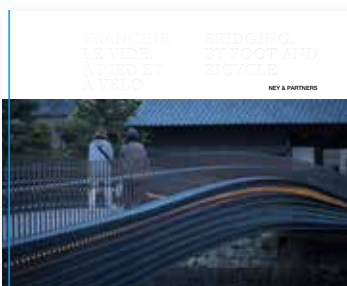 FRANCHIR
LE VIDE,
À PIED ET
À VÉLO
BRIDGING,
BY FOOT AND
BICYCLE
NEY & PARTNERS